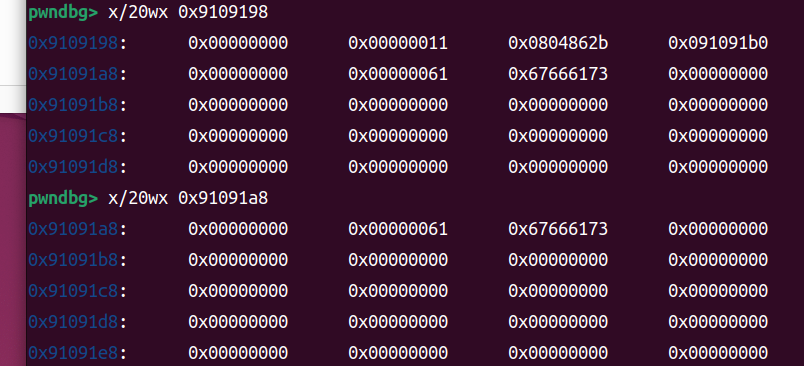 pwndbg> x/20wx 0x9109198
0x9109198: 0x00000000 0x00000011 0x0804862b 0x091091b0
0x91091a8: 0x00000000 0x00000061 0x67666173 0x00000000
0x91091b8: 0x00000000 0x00000000 0x00000000 0x00000000
0x91091c8: 0x00000000 0x00000000 0x00000000 0x00000000
0x91091d8: 0x00000000 0x00000000 0x00000000 0x00000000
pwndbg> x/20wx 0x91091a8
0x91091a8: 0x00000000 0x00000061 0x67666173 0x00000000
0x91091b8: 0x00000000 0x00000000 0x00000000 0x00000000
0x91091c8: 0x00000000 0x00000000 0x00000000 0x00000000
0x91091d8: 0x00000000 0x00000000 0x00000000 0x00000000
0x91091e8: 0x00000000 0x00000000 0x00000000 0x00000000